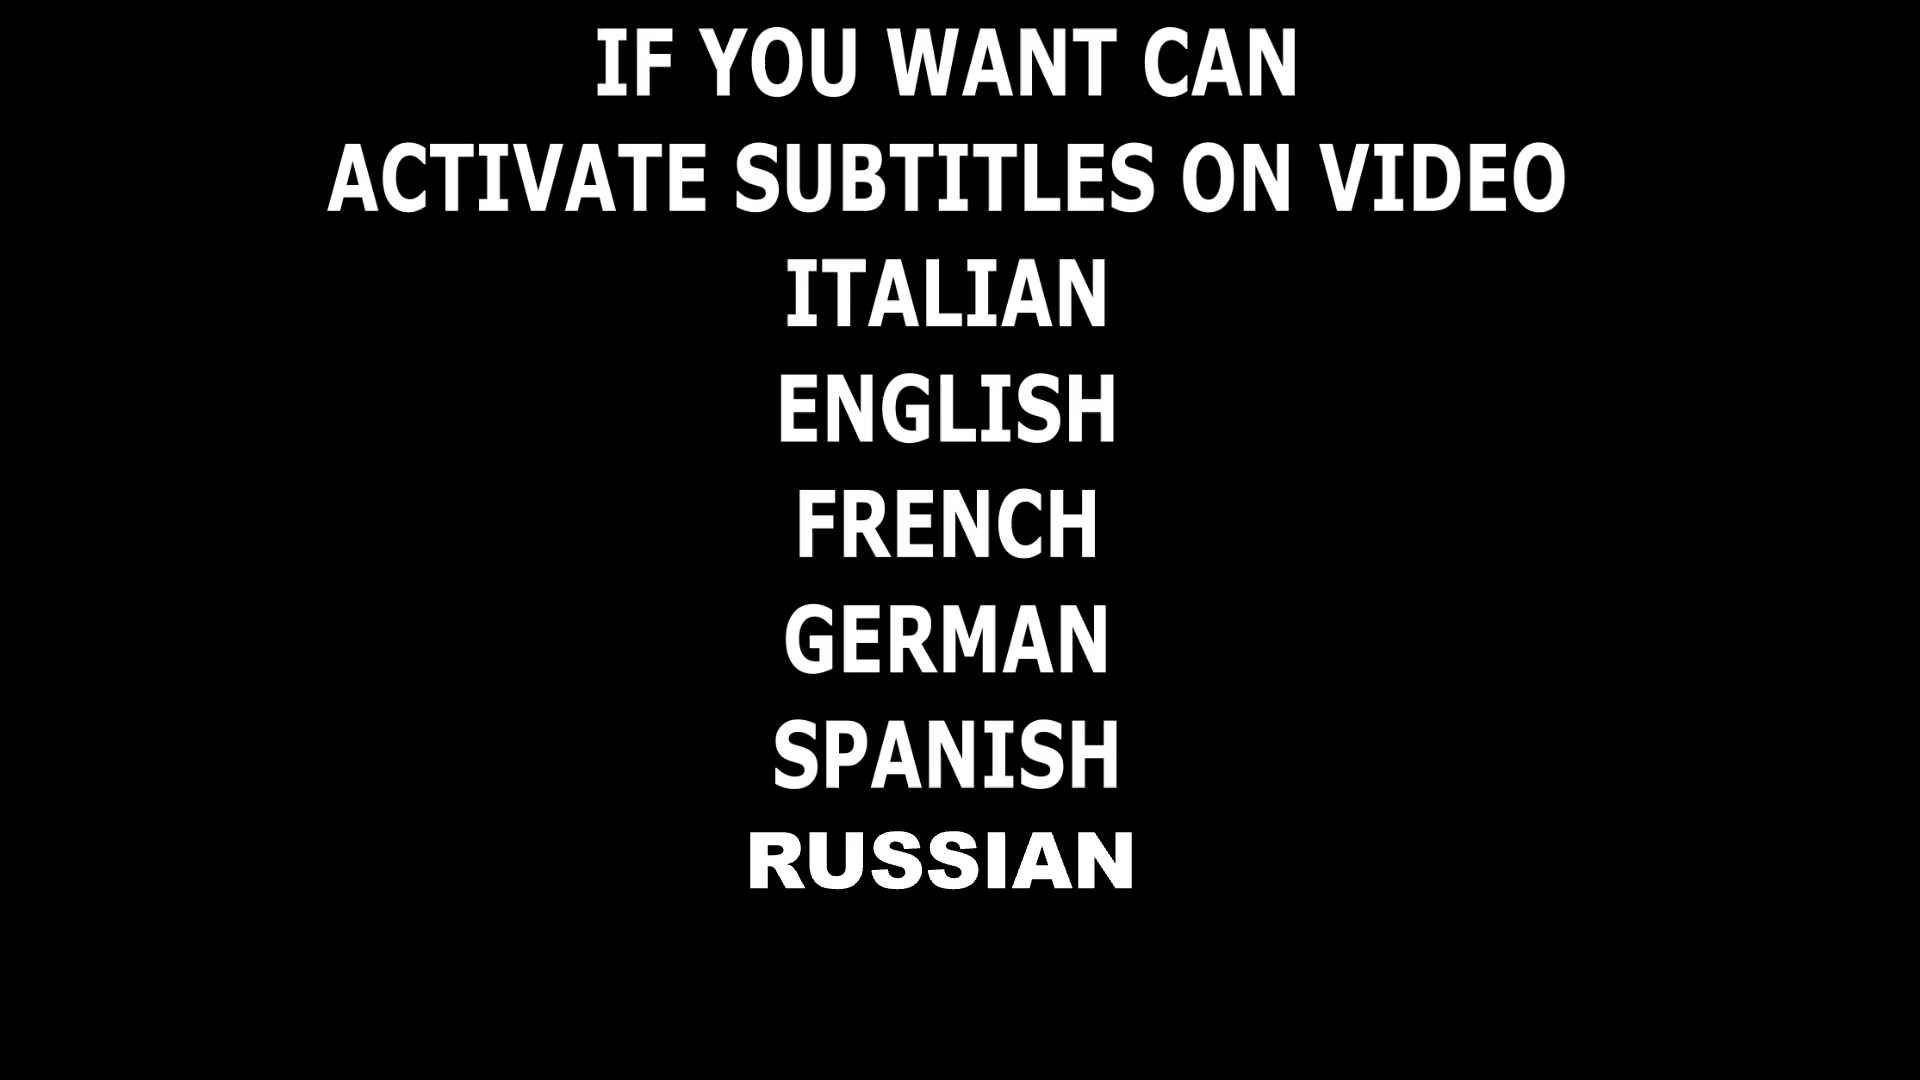 IF YOU WANT CAN
ACTIVATE SUBTITLES ON VIDEO
ITALIAN
ENGLISH
FRENCH
GERMAN
SPANISH
RUSSIAN